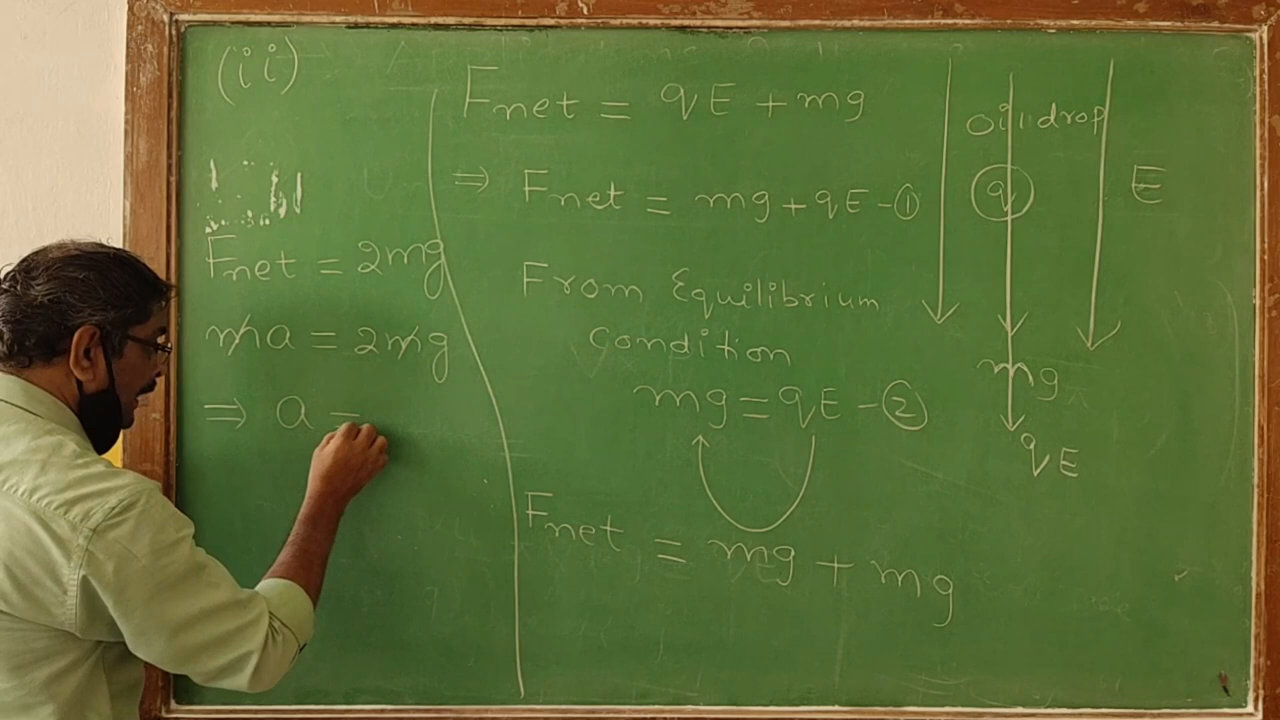 (ii)
Fnet = 2mg
ma = 2mg
⇒ a =
Fnet = qE + mg
⇒ Fnet = mg + qE - ①
From Equilibrium
Condition
mg = qE - ②
Fnet = mg + mg
oil drop
q
E
mg
qE